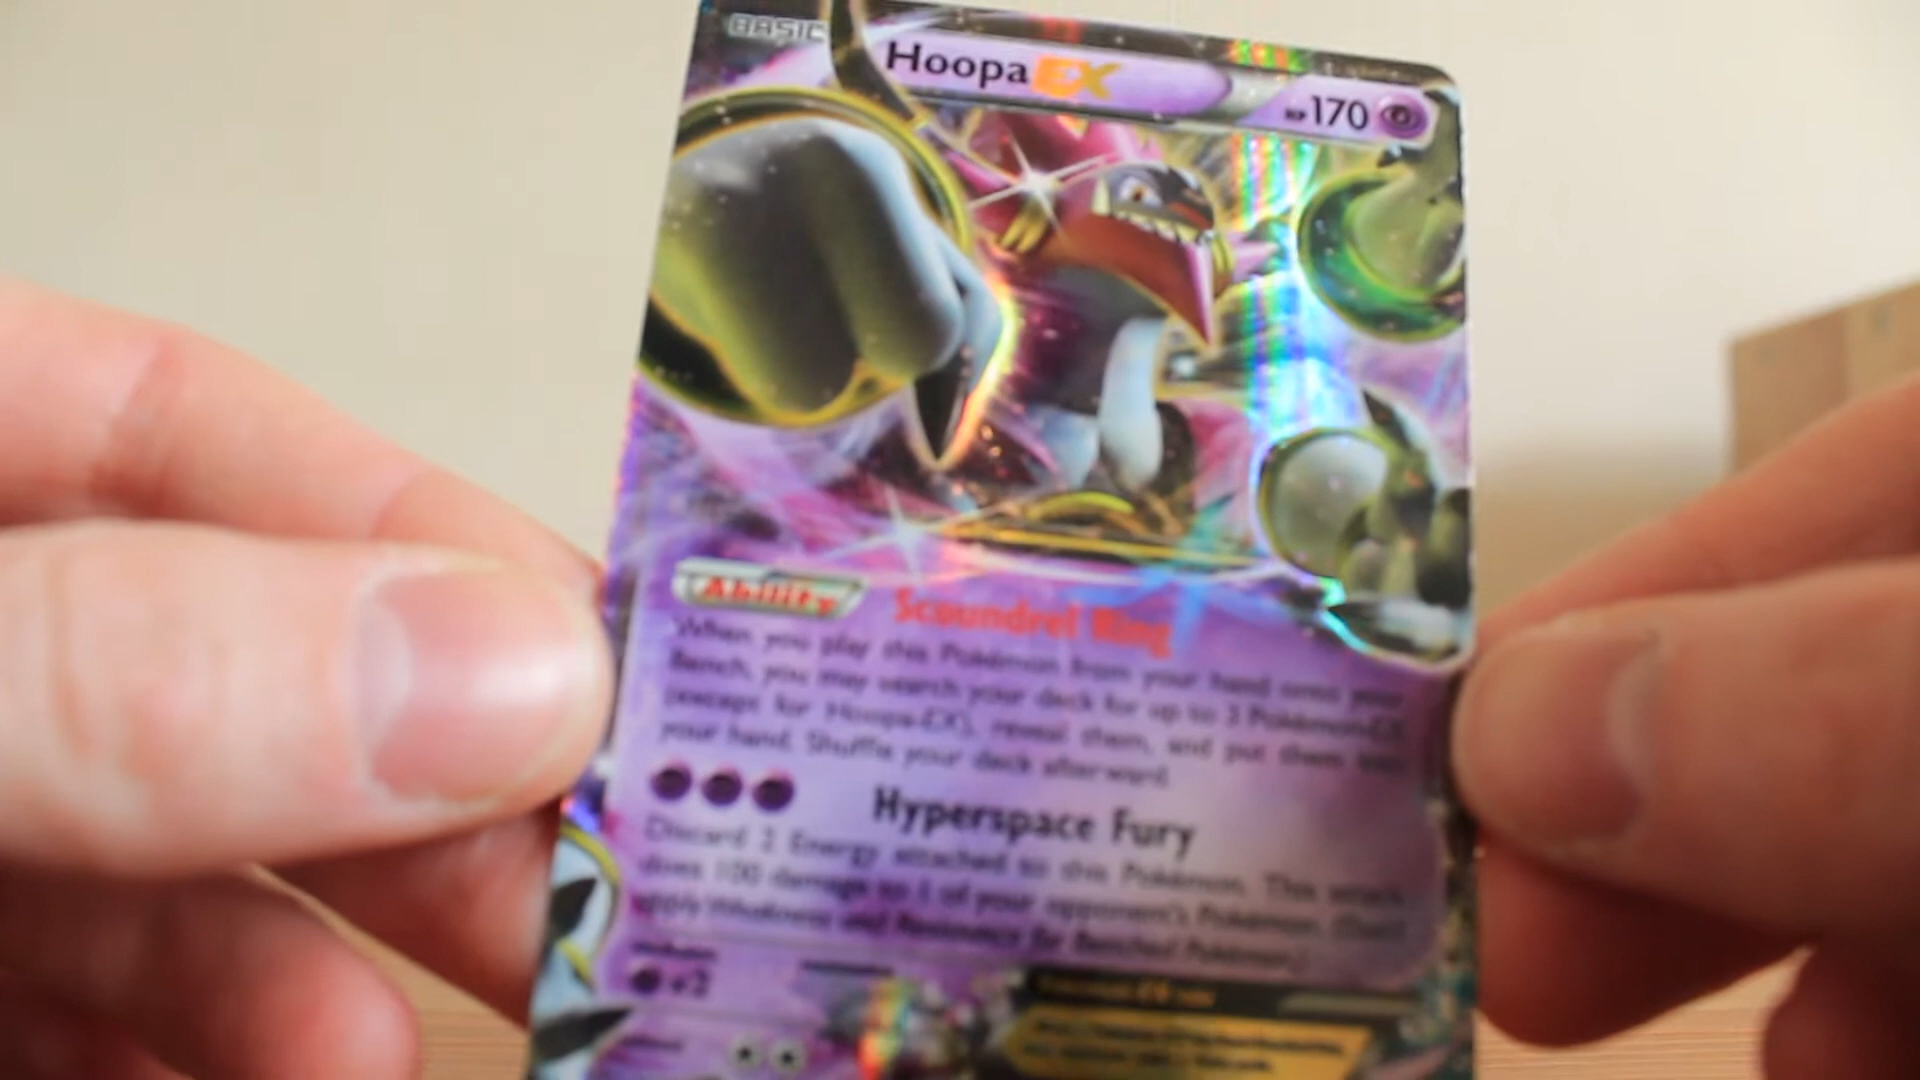 BASIC
Hoopa EX
HP170
Ability Scoundrel Ring
When you play this Pokémon from your hand onto your
Bench, you may search your deck for up to 3 Pokémon-EX
(except for Hoopa-EX), reveal them, and put them into
your hand. Shuffle your deck afterward.
Hyperspace Fury
Discard 2 Energy attached to this Pokémon. This attack
does 100 damage to 1 of your opponent's Pokémon. (Don't
apply Weakness and Resistance for Benched Pokémon.)
×2